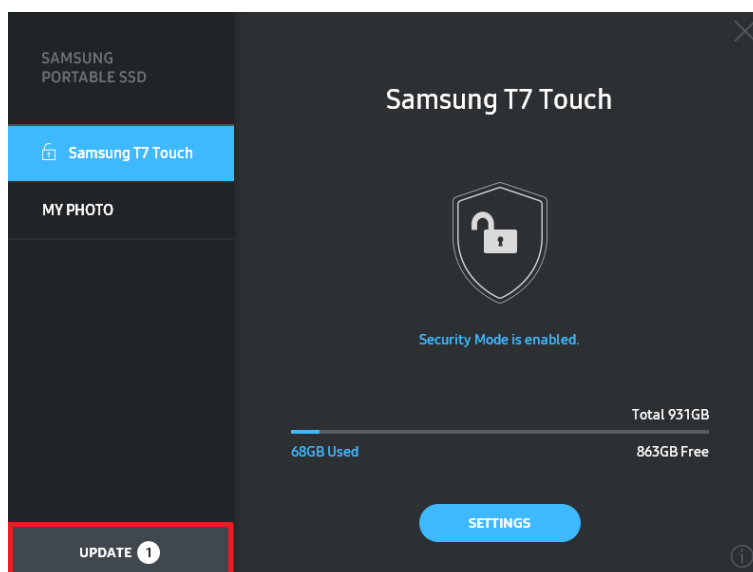 SAMSUNG
PORTABLE SSD
Samsung T7 Touch
MY PHOTO
UPDATE 1
Samsung T7 Touch
Security Mode is enabled.
Total 931GB
68GB Used
863GB Free
SETTINGS